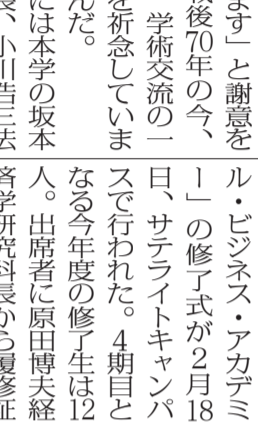 ます」と謝意を
戦後70年の今、
学術交流の一
を祈念していま
んだ。
には本学の坂本
長、小川浩三法
ル・ビジネス・アカデミ
ー」の修了式が2月18
日、サテライトキャンパ
スで行われた。4期目と
なる今年度の修了生は12
人。出席者に原田博夫経
済学研究科長から履修証